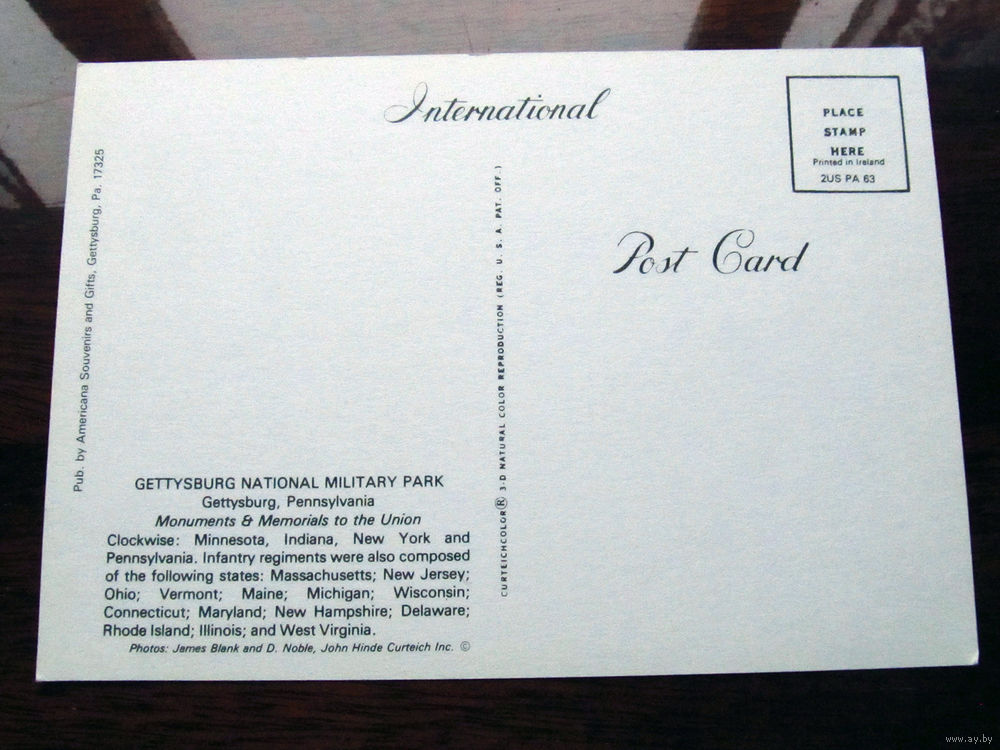 International
PLACE
STAMP
HERE
Printed in Ireland
2US PA 63
Post Card
Pub. by Americana Souvenirs and Gifts, Gettysburg, Pa. 17325
CURTEICHCOLOR® 3-D NATURAL COLOR REPRODUCTION (REG. U. S. A. PAT. OFF.)
GETTYSBURG NATIONAL MILITARY PARK
Gettysburg, Pennsylvania
Monuments & Memorials to the Union
Clockwise: Minnesota, Indiana, New York and
Pennsylvania. Infantry regiments were also composed
of the following states: Massachusetts; New Jersey;
Ohio; Vermont; Maine; Michigan; Wisconsin;
Connecticut; Maryland; New Hampshire; Delaware;
Rhode Island; Illinois; and West Virginia.
Photos: James Blank and D. Noble, John Hinde Curteich Inc. ©
www.ay.by